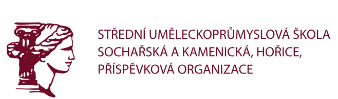 STŘEDNÍ UMĚLECKOPRŮMYSLOVÁ ŠKOLA
SOCHAŘSKÁ A KAMENICKÁ, HOŘICE,
PŘÍSPĚVKOVÁ ORGANIZACE